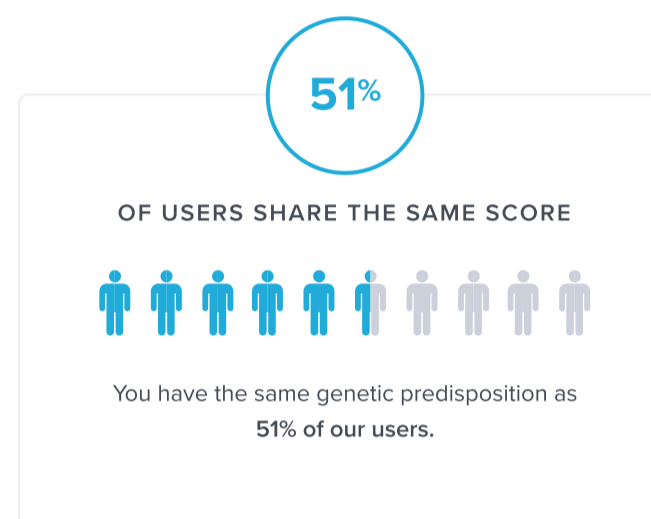 51%
OF USERS SHARE THE SAME SCORE
You have the same genetic predisposition as
51% of our users.